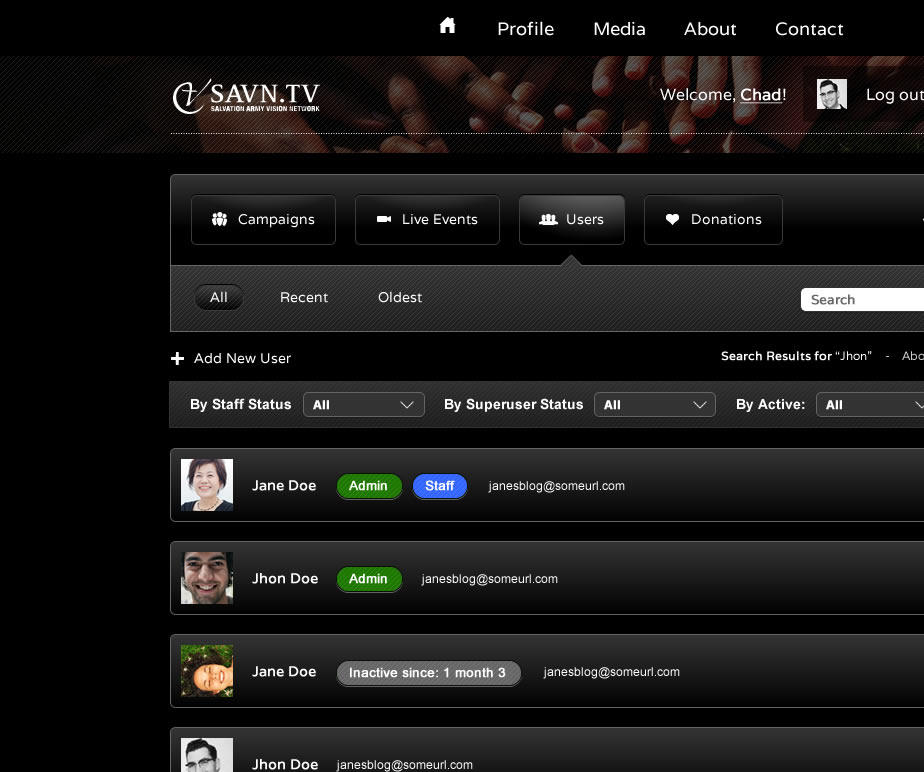 Profile Media About Contact
SAVN.TV
SALVATION ARMY VISION NETWORK
Welcome, Chad!
Log out
Campaigns Live Events Users Donations
All Recent Oldest
Search
Add New User
Search Results for “Jhon” - Abo
By Staff Status All By Superuser Status All By Active: All
Jane Doe Admin Staff janesblog@someurl.com
Jhon Doe Admin janesblog@someurl.com
Jane Doe Inactive since: 1 month 3 janesblog@someurl.com
Jhon Doe janesblog@someurl.com